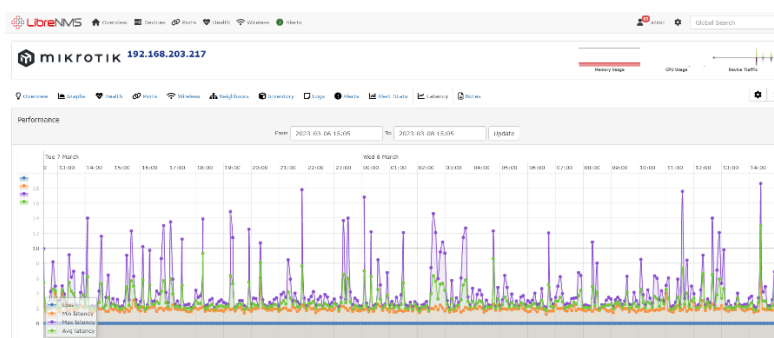 LibreNMS Overview Devices Ports Health Wireless Alerts Global Search
MikroTik 192.168.203.217
Memory Usage CPU Usage Device Traffic
Overview Graphs Health Ports Wireless Neighbours Inventory Logs Alerts Alert Stats Latency Notes
Performance
From 2023-03-06 15:05 To 2023-03-08 15:05 Update
Tue 7 March Wed 8 March
13:00 14:00 15:00 16:00 17:00 18:00 19:00 20:00 21:00 22:00 23:00 00:00 01:00 02:00 03:00 04:00 05:00 06:00 07:00 08:00 09:00 10:00 11:00 12:00 13:00 14:00
18
16
14
12
10
8
6
4
2
0
Loss
Min latency
Max latency
Avg latency